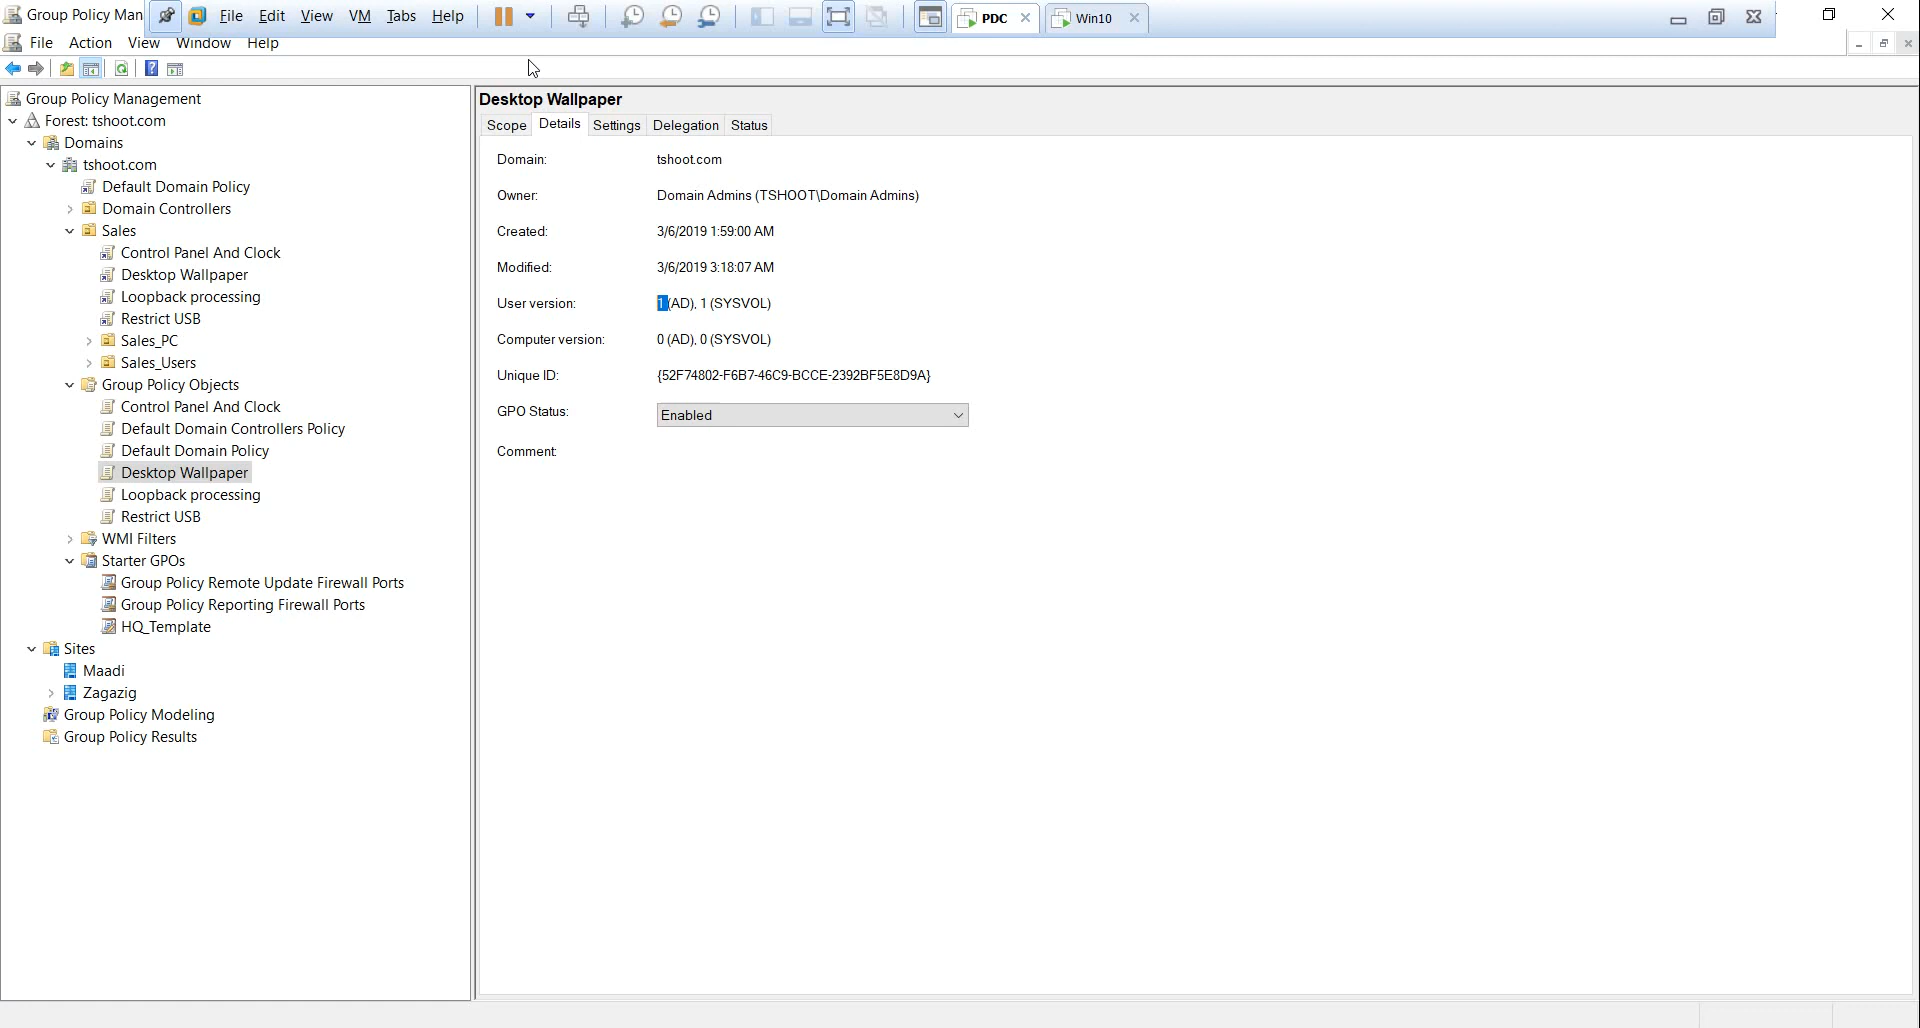 Group Policy Man
File Edit View VM Tabs Help
PDC
Win10
File Action View Window Help
Group Policy Management
Forest: tshoot.com
Domains
tshoot.com
Default Domain Policy
Domain Controllers
Sales
Control Panel And Clock
Desktop Wallpaper
Loopback processing
Restrict USB
Sales_PC
Sales_Users
Group Policy Objects
Control Panel And Clock
Default Domain Controllers Policy
Default Domain Policy
Desktop Wallpaper
Loopback processing
Restrict USB
WMI Filters
Starter GPOs
Group Policy Remote Update Firewall Ports
Group Policy Reporting Firewall Ports
HQ_Template
Sites
Maadi
Zagazig
Group Policy Modeling
Group Policy Results
Desktop Wallpaper
Scope Details Settings Delegation Status
Domain: tshoot.com
Owner: Domain Admins (TSHOOT\Domain Admins)
Created: 3/6/2019 1:59:00 AM
Modified: 3/6/2019 3:18:07 AM
User version: 1 (AD), 1 (SYSVOL)
Computer version: 0 (AD), 0 (SYSVOL)
Unique ID: {52F74802-F6B7-46C9-BCCE-2392BF5E8D9A}
GPO Status: Enabled
Comment: